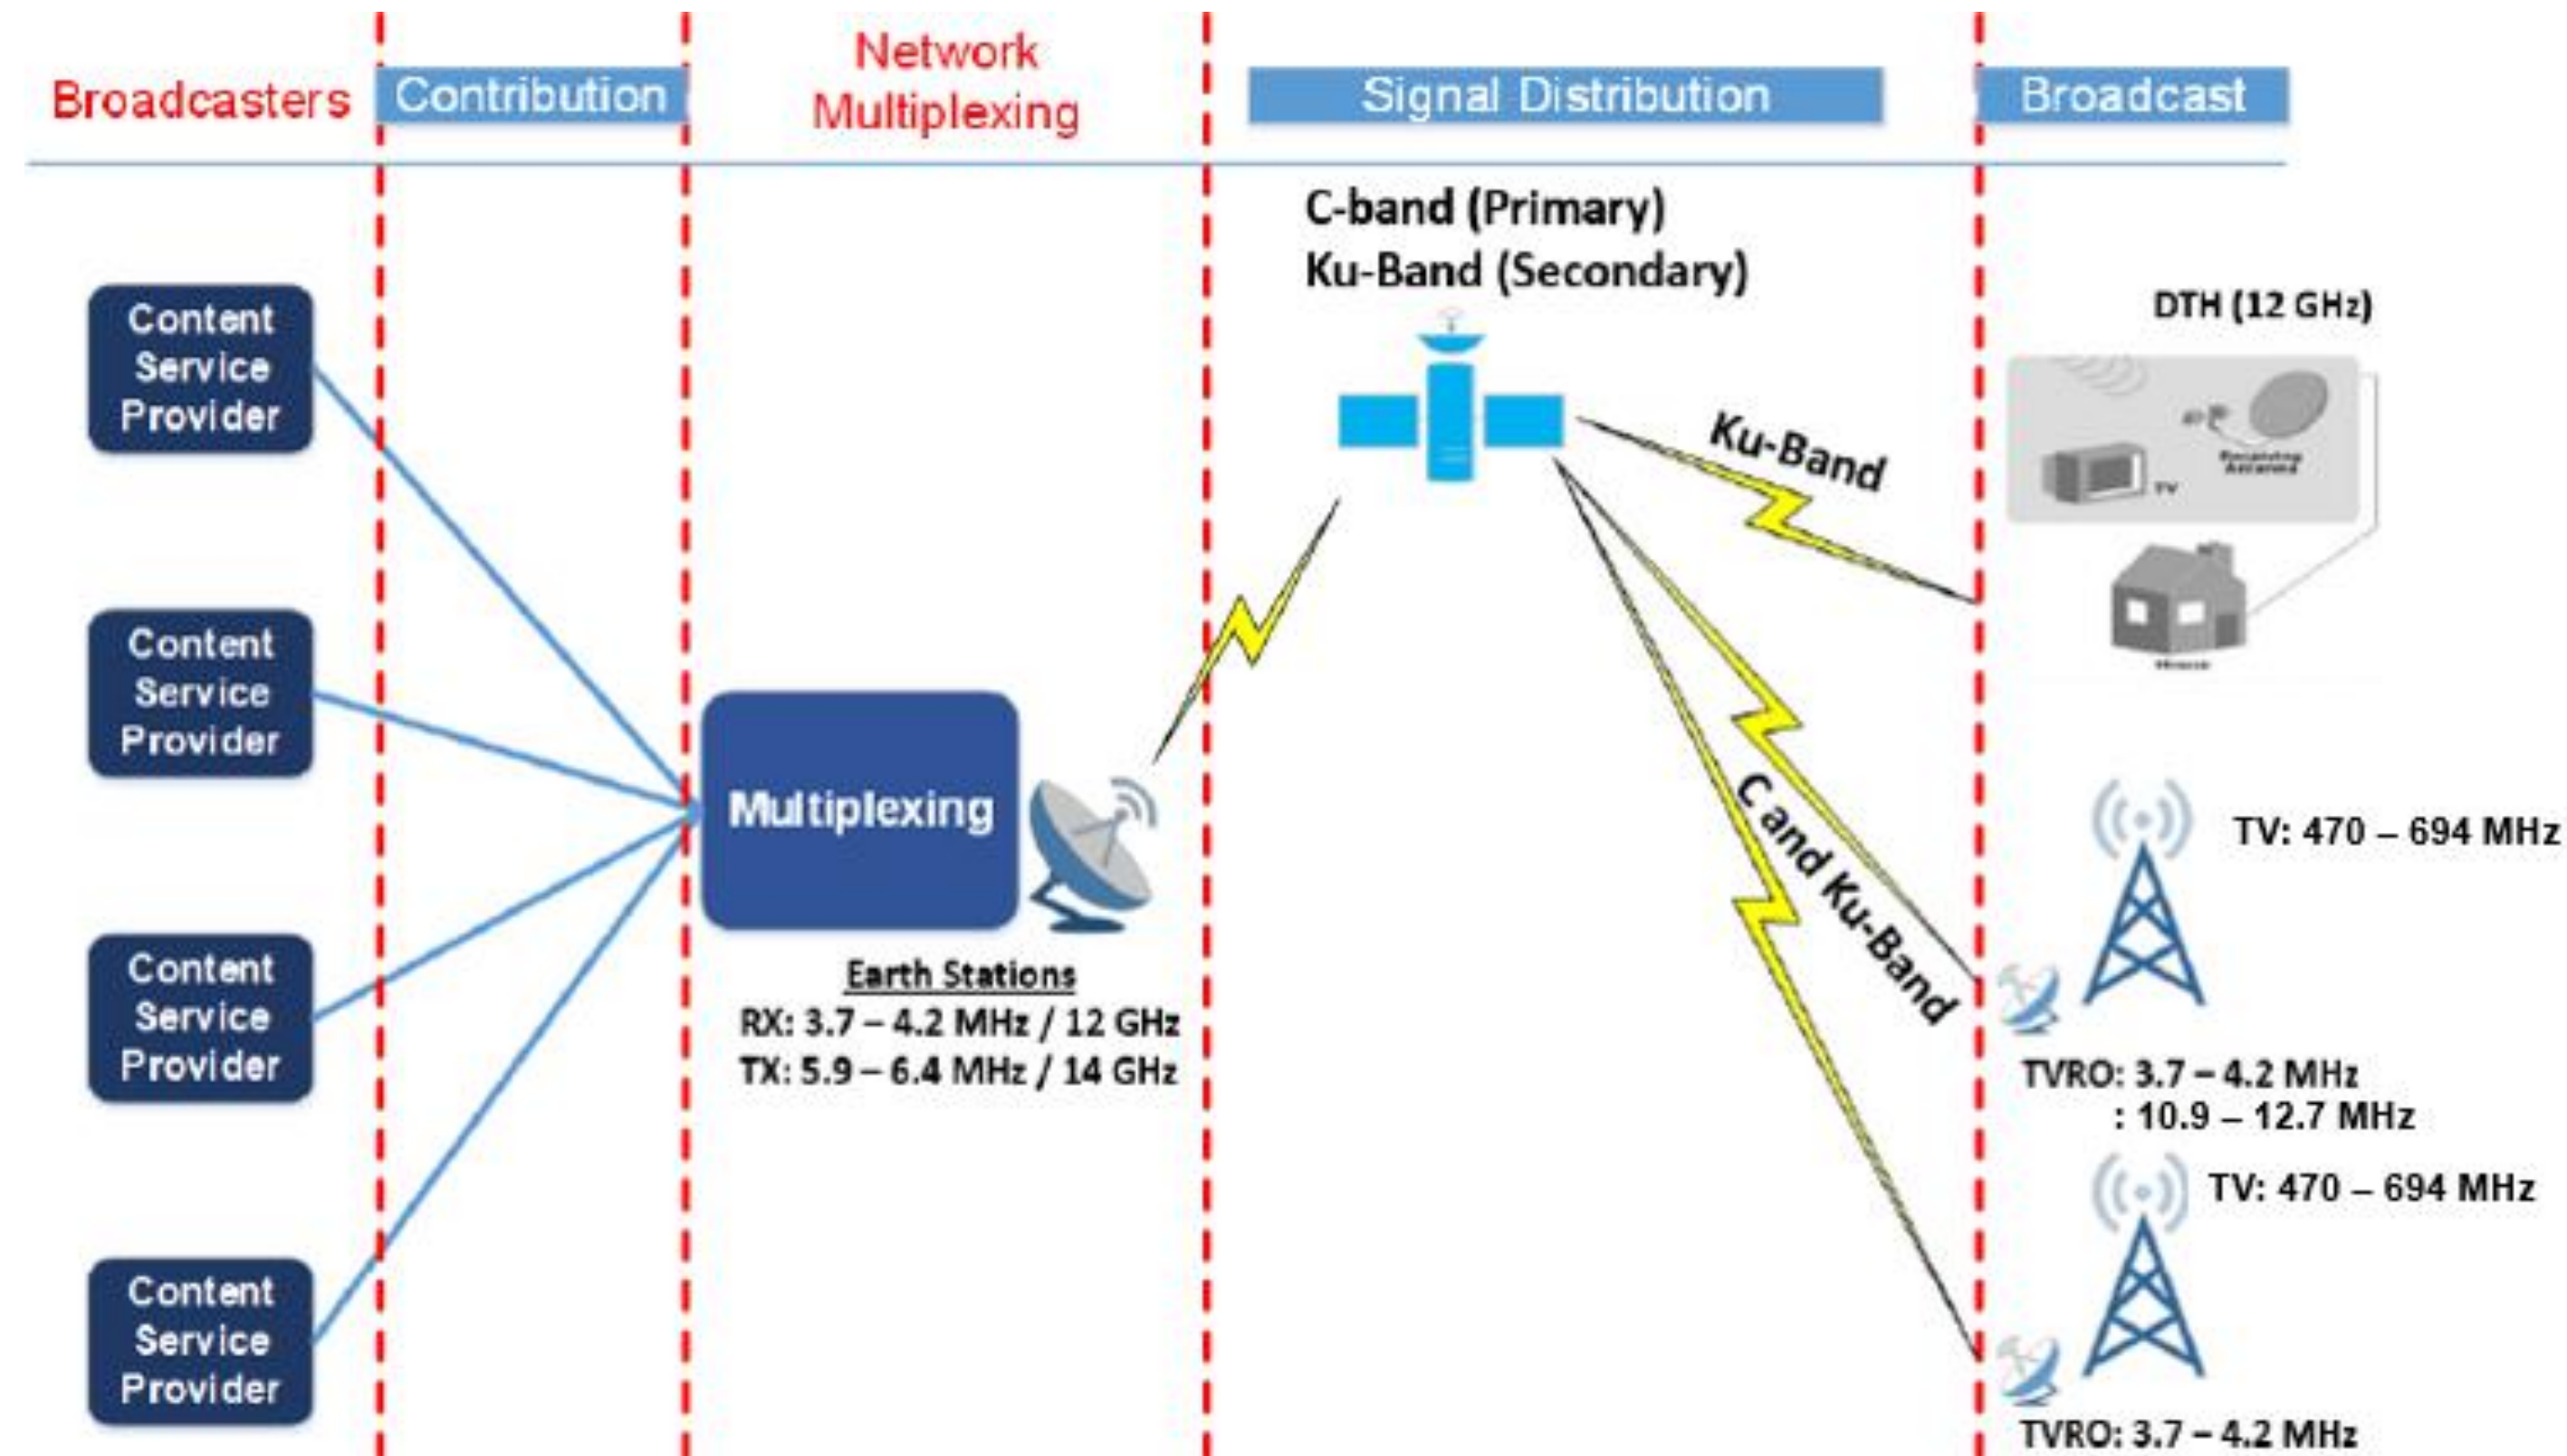 Broadcasters
Contribution
Network
Multiplexing
Signal Distribution
Broadcast
C-band (Primary)
Ku-Band (Secondary)
Content
Service
Provider
Content
Service
Provider
Content
Service
Provider
Content
Service
Provider
Multiplexing
Earth Stations
RX: 3.7 – 4.2 MHz / 12 GHz
TX: 5.9 – 6.4 MHz / 14 GHz
Ku-Band
C and Ku-Band
DTH (12 GHz)
Receiving
Antenna
TV
House
TV: 470 – 694 MHz
TVRO: 3.7 – 4.2 MHz
: 10.9 – 12.7 MHz
TV: 470 – 694 MHz
TVRO: 3.7 – 4.2 MHz